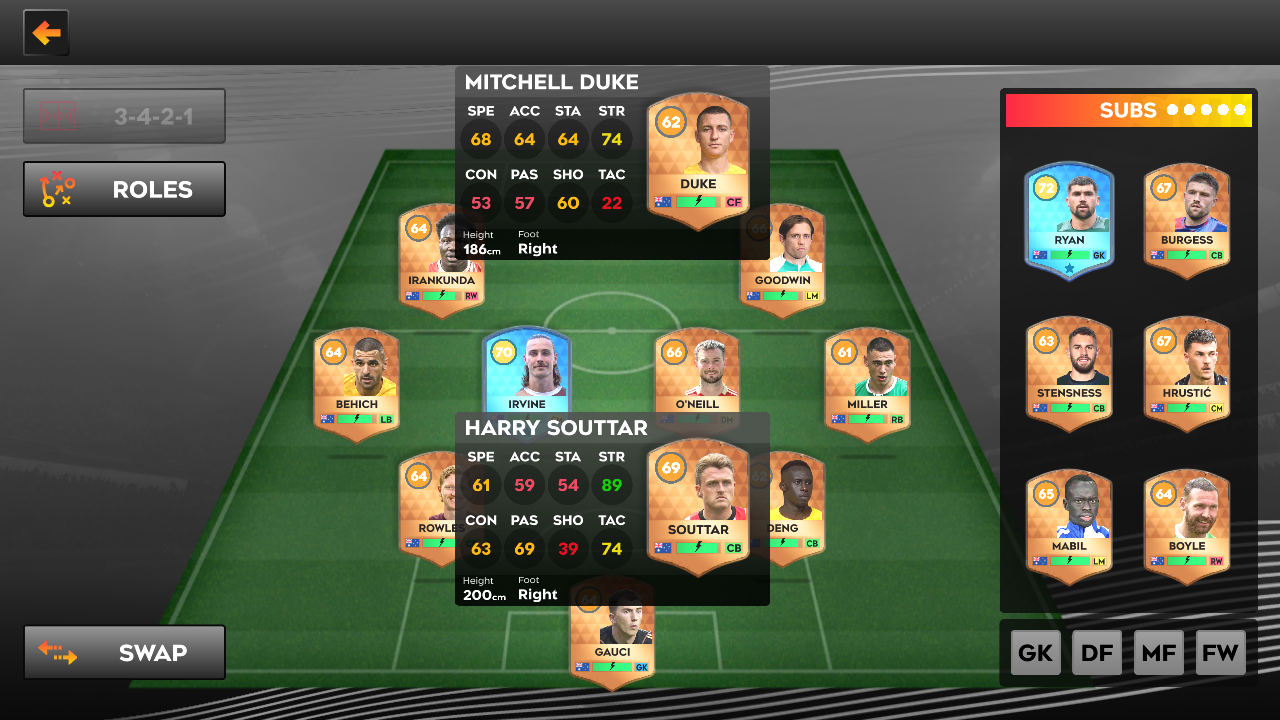 3-4-2-1
ROLES
MITCHELL DUKE
SPE ACC STA STR
68 64 64 74
CON PAS SHO TAC
53 57 60 22
Height Foot
186cm Right
62
DUKE
CF
64
IRANKUNDA
RW
66
GOODWIN
LM
64
BEHICH
LB
70
IRVINE
66
O'NEILL
DM
61
MILLER
RB
HARRY SOUTTAR
SPE ACC STA STR
61 59 54 89
CON PAS SHO TAC
63 69 39 74
Height Foot
200cm Right
69
SOUTTAR
CB
64
ROWLES
DENG
CB
GAUCI
GK
SWAP
SUBS
72
RYAN
GK
67
BURGESS
CB
63
STENSNESS
CB
67
HRUSTIĆ
CM
65
MABIL
LM
64
BOYLE
RW
GK DF MF FW